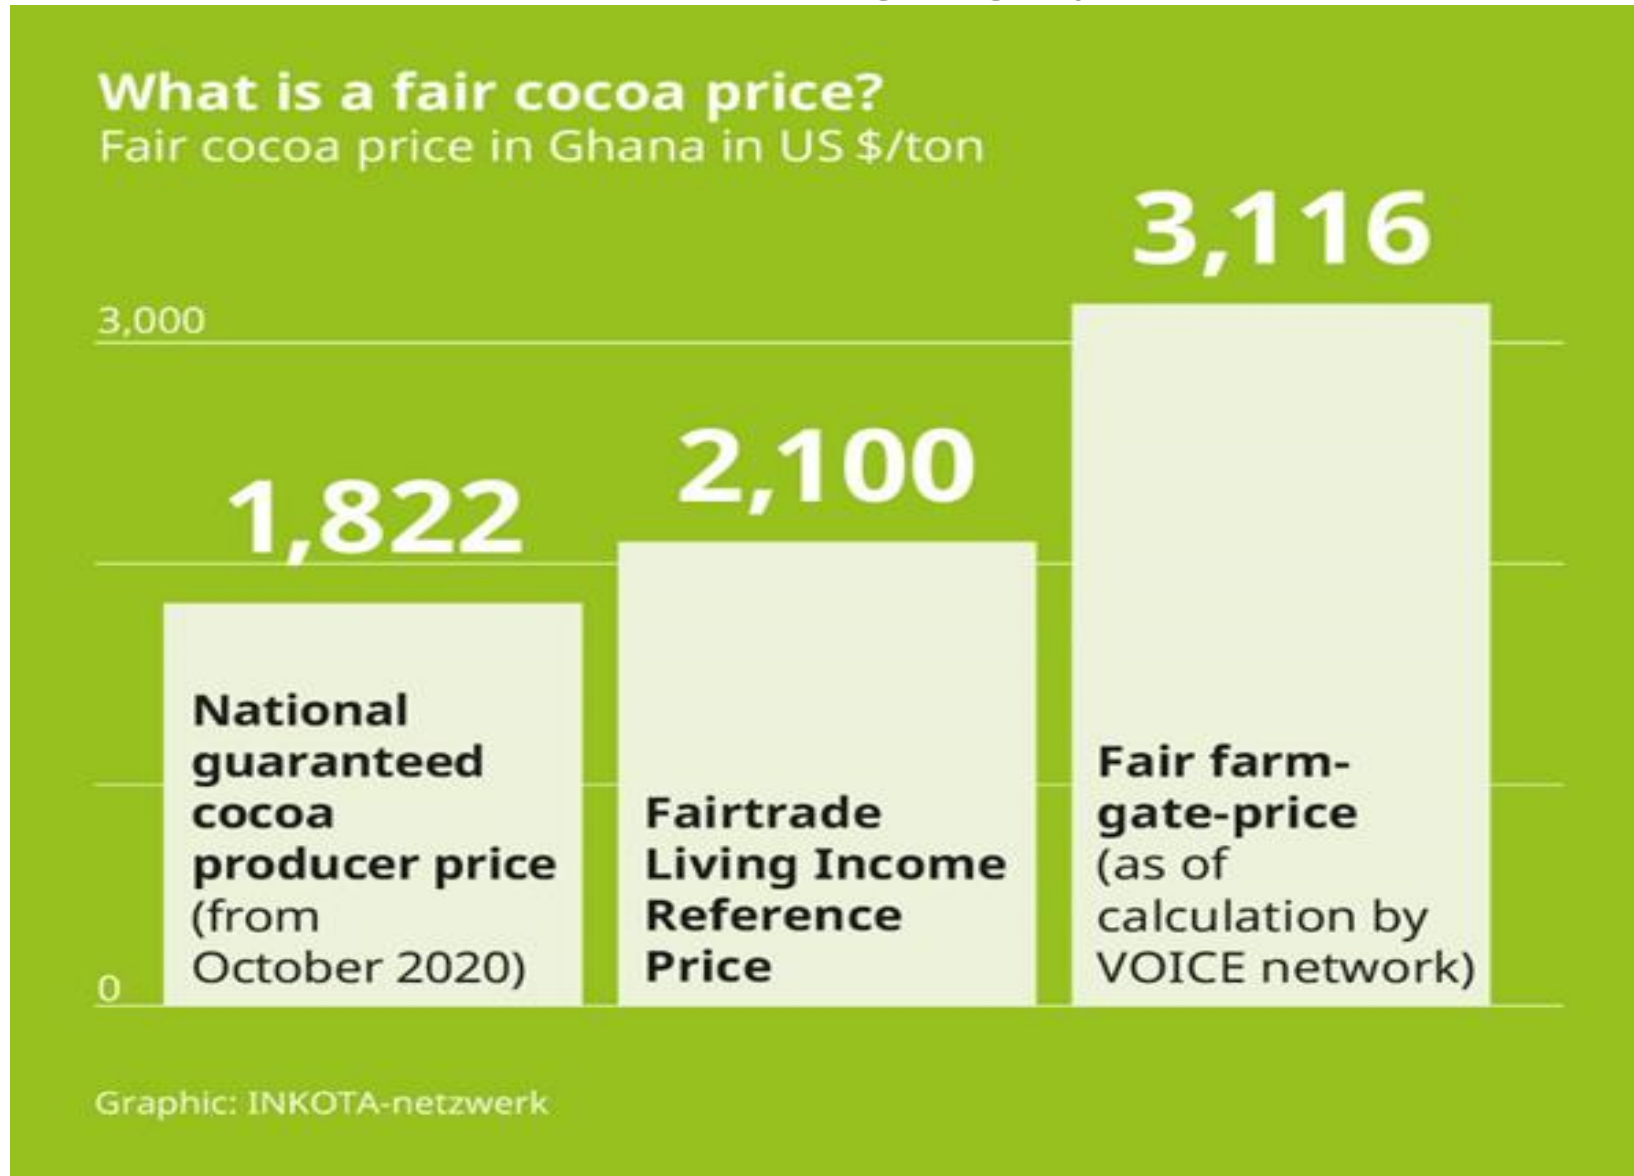 What is a fair cocoa price?
Fair cocoa price in Ghana in US $/ton
3,116
3,000
2,100
1,822
National
guaranteed
cocoa
producer price
(from
October 2020)
Fairtrade
Living Income
Reference
Price
Fair farm-
gate-price
(as of
calculation by
VOICE network)
0
Graphic: INKOTA-netzwerk